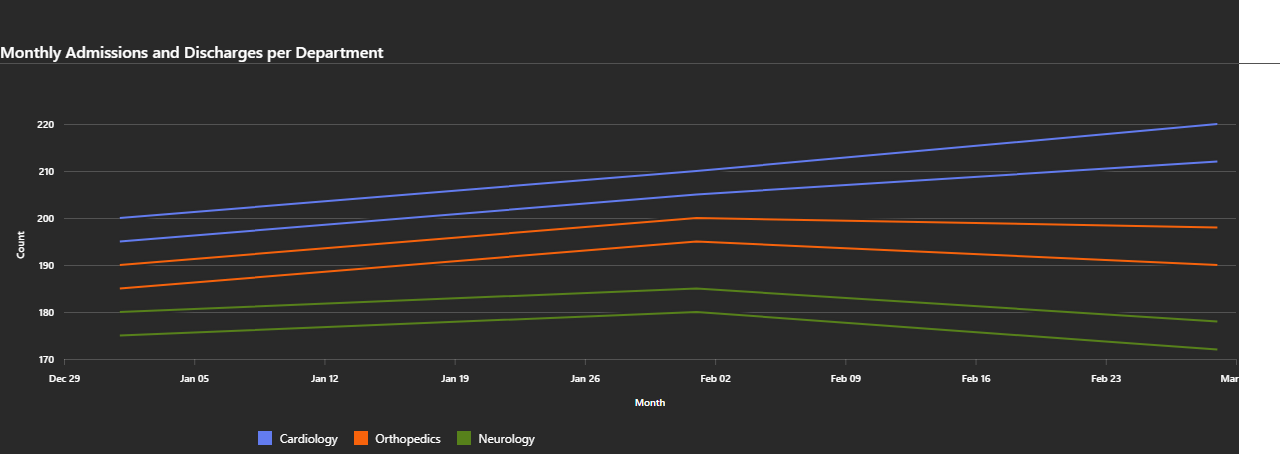 Monthly Admissions and Discharges per Department
220
210
200
190
180
170
Count
Dec 29 Jan 05 Jan 12 Jan 19 Jan 26 Feb 02 Feb 09 Feb 16 Feb 23 Mar
Month
Cardiology Orthopedics Neurology